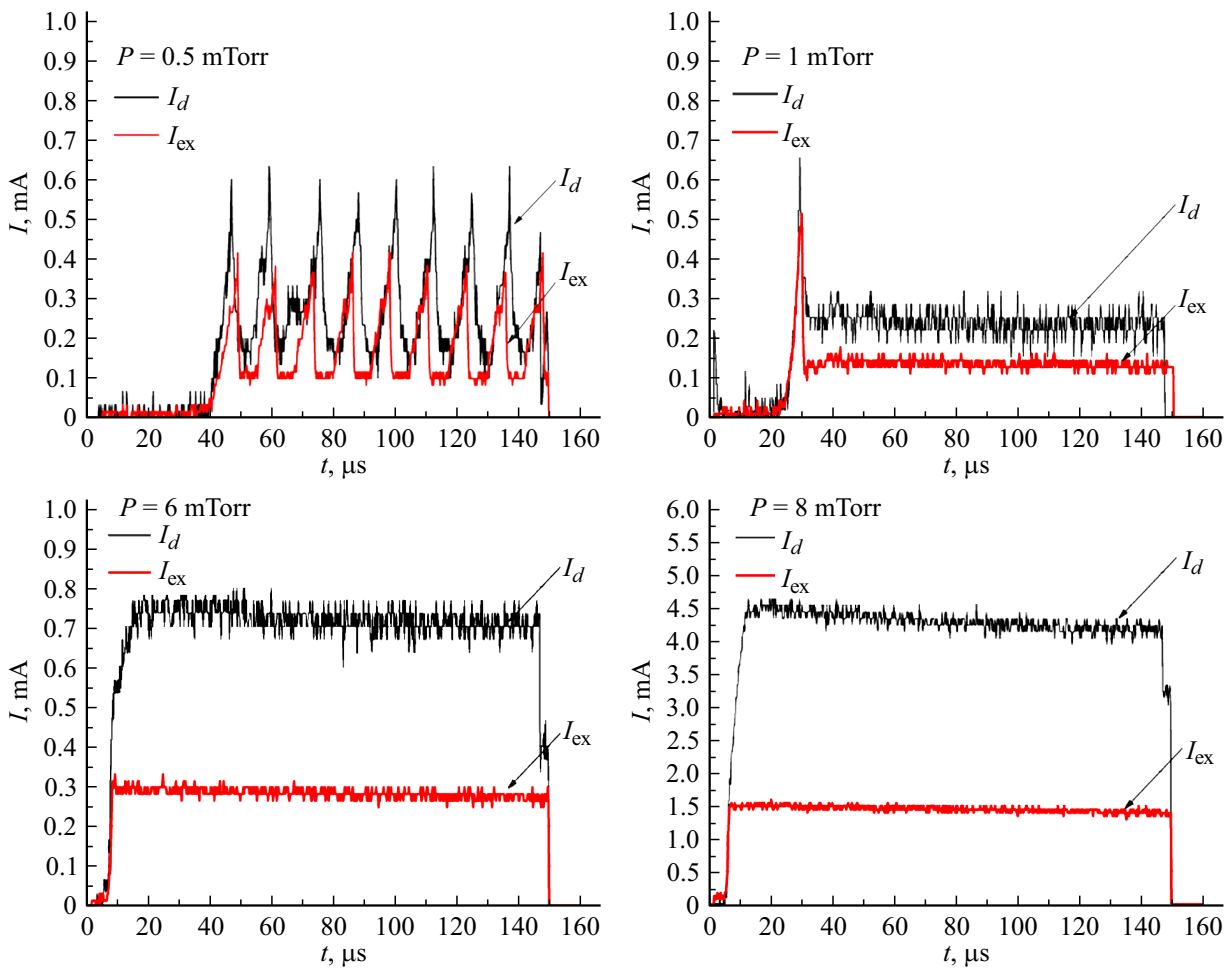 1.0
0.9
0.8
0.7
0.6
0.5
0.4
0.3
0.2
0.1
0
I, mA
P = 0.5 mTorr
I_d
I_ex
I_d
I_ex
0 20 40 60 80 100 120 140 160
t, μs
1.0
0.9
0.8
0.7
0.6
0.5
0.4
0.3
0.2
0.1
0
I, mA
P = 1 mTorr
I_d
I_ex
I_d
I_ex
0 20 40 60 80 100 120 140 160
t, μs
1.0
0.9
0.8
0.7
0.6
0.5
0.4
0.3
0.2
0.1
0
I, mA
P = 6 mTorr
I_d
I_ex
I_d
I_ex
0 20 40 60 80 100 120 140 160
t, μs
6.0
5.5
5.0
4.5
4.0
3.5
3.0
2.5
2.0
1.5
1.0
0.5
0
I, mA
P = 8 mTorr
I_d
I_ex
I_d
I_ex
0 20 40 60 80 100 120 140 160
t, μs